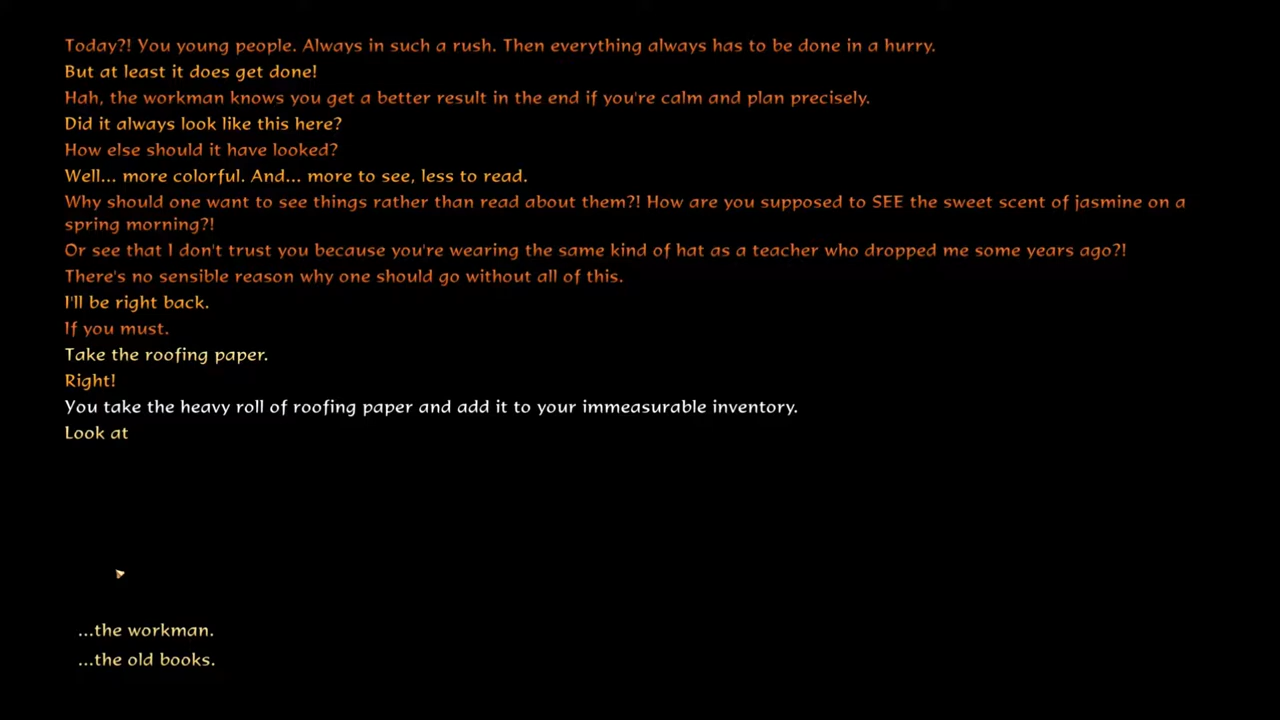 Today?! You young people. Always in such a rush. Then everything always has to be done in a hurry.
But at least it does get done!
Hah, the workman knows you get a better result in the end if you're calm and plan precisely.
Did it always look like this here?
How else should it have looked?
Well... more colorful. And... more to see, less to read.
Why should one want to see things rather than read about them?! How are you supposed to SEE the sweet scent of jasmine on a
spring morning?!
Or see that I don't trust you because you're wearing the same kind of hat as a teacher who dropped me some years ago?!
There's no sensible reason why one should go without all of this.
I'll be right back.
If you must.
Take the roofing paper.
Right!
You take the heavy roll of roofing paper and add it to your immeasurable inventory.
Look at
...the workman.
...the old books.